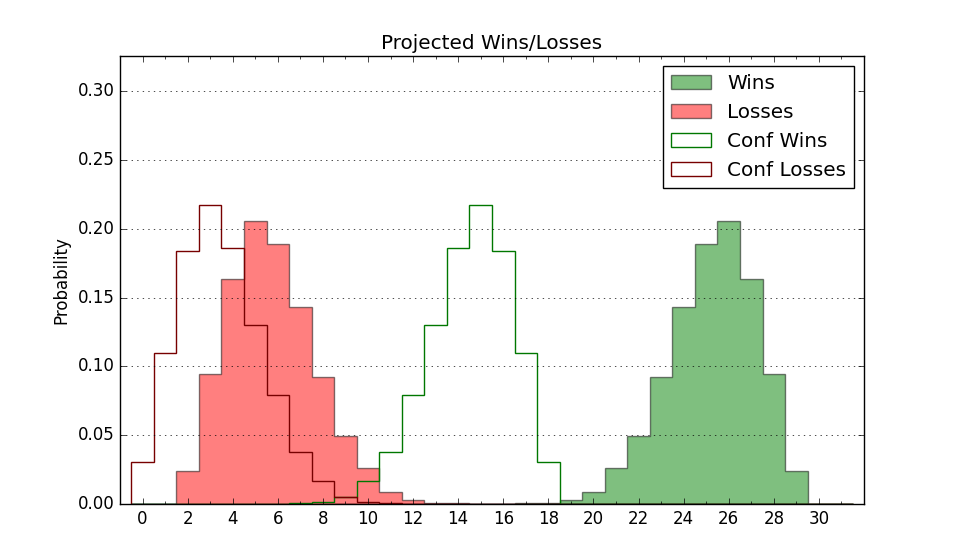 Projected Wins/Losses
Wins
Losses
Conf Wins
Conf Losses
Probability
0.30
0.25
0.20
0.15
0.10
0.05
0.00
0 2 4 6 8 10 12 14 16 18 20 22 24 26 28 30